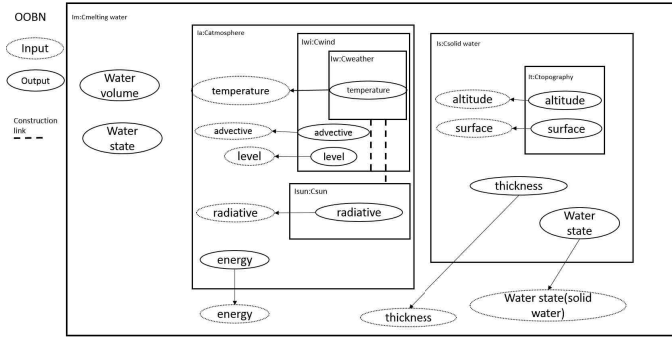 OOBN
Input
Output
Construction
link
Im:Cmelting water
Water
volume
Water
state
Ia:Catmosphere
Iwi:Cwind
Iw:Cweather
temperature
temperature
advective
advective
level
level
Isun:Csun
radiative
radiative
energy
energy
Is:Csolid water
It:Ctopography
altitude
altitude
surface
surface
thickness
Water
state
thickness
Water state(solid
water)